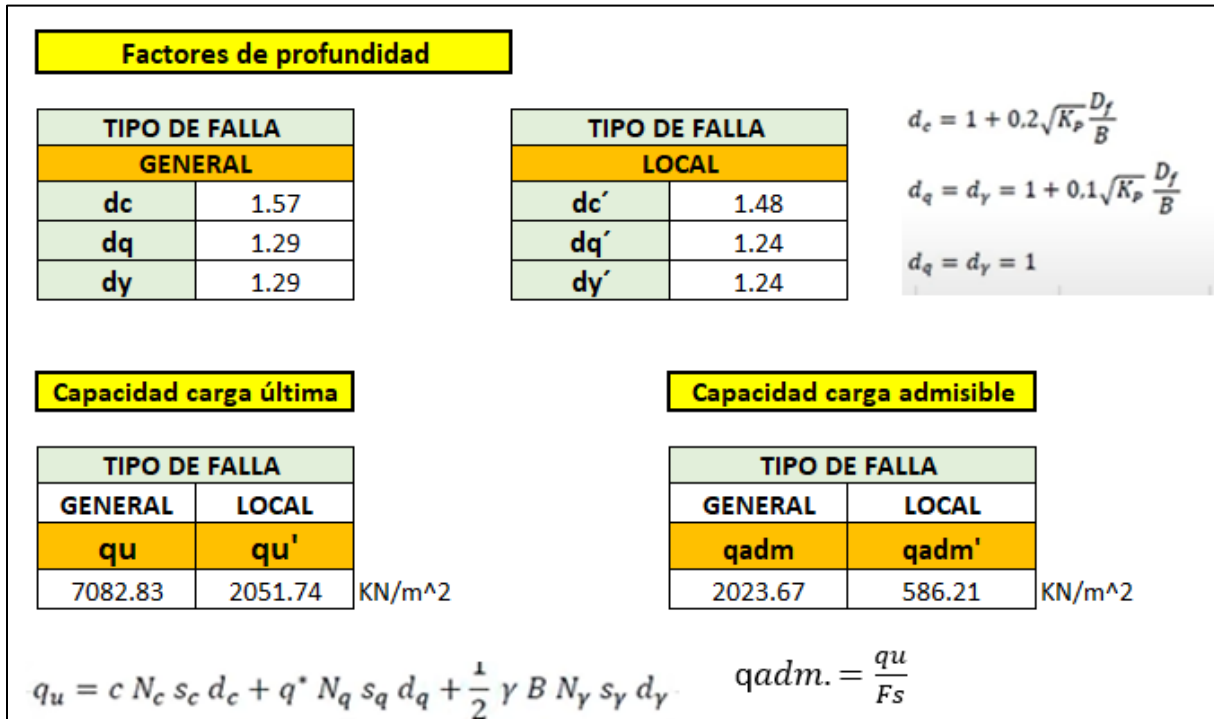 Factores de profundidad
TIPO DE FALLA
GENERAL
dc 1.57
dq 1.29
dy 1.29
TIPO DE FALLA
LOCAL
dc´ 1.48
dq´ 1.24
dy´ 1.24
d_c = 1 + 0.2√K_P D_f/B
d_q = d_γ = 1 + 0.1√K_P D_f/B
d_q = d_γ = 1
Capacidad carga última
TIPO DE FALLA
GENERAL LOCAL
qu qu'
7082.83 2051.74 KN/m^2
Capacidad carga admisible
TIPO DE FALLA
GENERAL LOCAL
qadm qadm'
2023.67 586.21 KN/m^2
q_u = c N_c s_c d_c + q* N_q s_q d_q + 1/2 γ B N_γ s_γ d_γ
qadm. = qu/Fs